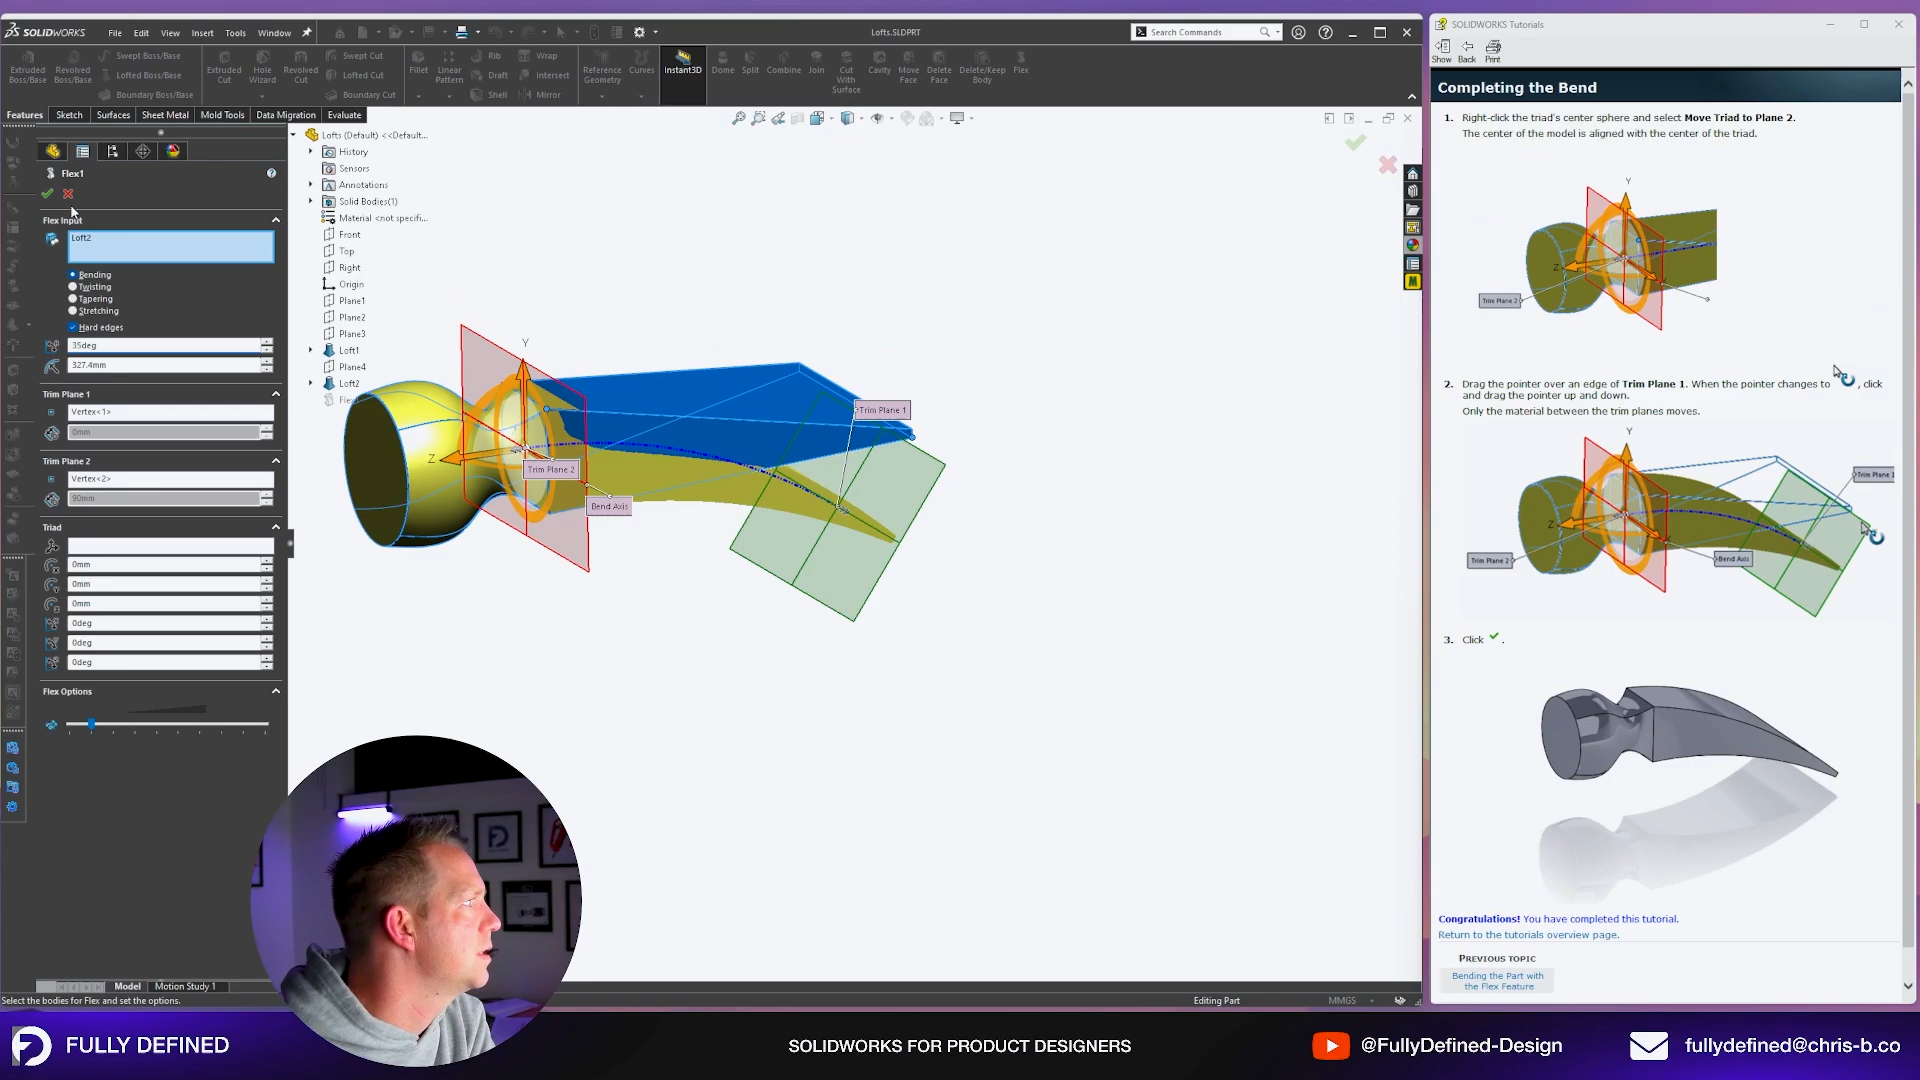 SOLIDWORKS
File
Edit
View
Insert
Tools
Window
Lofts.SLDPRT
Search Commands
Extruded Boss/Base
Revolved Boss/Base
Swept Boss/Base
Lofted Boss/Base
Boundary Boss/Base
Extruded Cut
Hole Wizard
Revolved Cut
Swept Cut
Lofted Cut
Boundary Cut
Fillet
Linear Pattern
Rib
Draft
Shell
Wrap
Intersect
Mirror
Reference Geometry
Curves
Instant3D
Dome
Split
Combine
Join
Cut With Surface
Cavity
Move Face
Delete Face
Delete/Keep Body
Flex
Features
Sketch
Surfaces
Sheet Metal
Mold Tools
Data Migration
Evaluate
Flex1
Flex Input
Loft2
Bending
Twisting
Tapering
Stretching
Hard edges
35deg
327.4mm
Trim Plane 1
Vertex<1>
0mm
Trim Plane 2
Vertex<2>
90mm
Triad
0mm
0mm
0mm
0deg
0deg
0deg
Flex Options
Lofts (Default) <<Default...
History
Sensors
Annotations
Solid Bodies(1)
Material <not specifi...
Front
Top
Right
Origin
Plane1
Plane2
Plane3
Loft1
Plane4
Loft2
Y
Z
Trim Plane 1
Trim Plane 2
Bend Axis
Model
Motion Study 1
Select the bodies for Flex and set the options.
Editing Part
MMGS
SOLIDWORKS Tutorials
Show
Back
Print
Completing the Bend
1. Right-click the triad's center sphere and select Move Triad to Plane 2.
The center of the model is aligned with the center of the triad.
Y
Z
Trim Plane 2
2. Drag the pointer over an edge of Trim Plane 1. When the pointer changes to , click
and drag the pointer up and down.
Only the material between the trim planes moves.
Y
Z
Trim Plane 1
Trim Plane 2
Bend Axis
3. Click .
Congratulations! You have completed this tutorial.
Return to the tutorials overview page.
PREVIOUS TOPIC
Bending the Part with
the Flex Feature
FULLY DEFINED
SOLIDWORKS FOR PRODUCT DESIGNERS
@FullyDefined-Design
fullydefined@chris-b.co